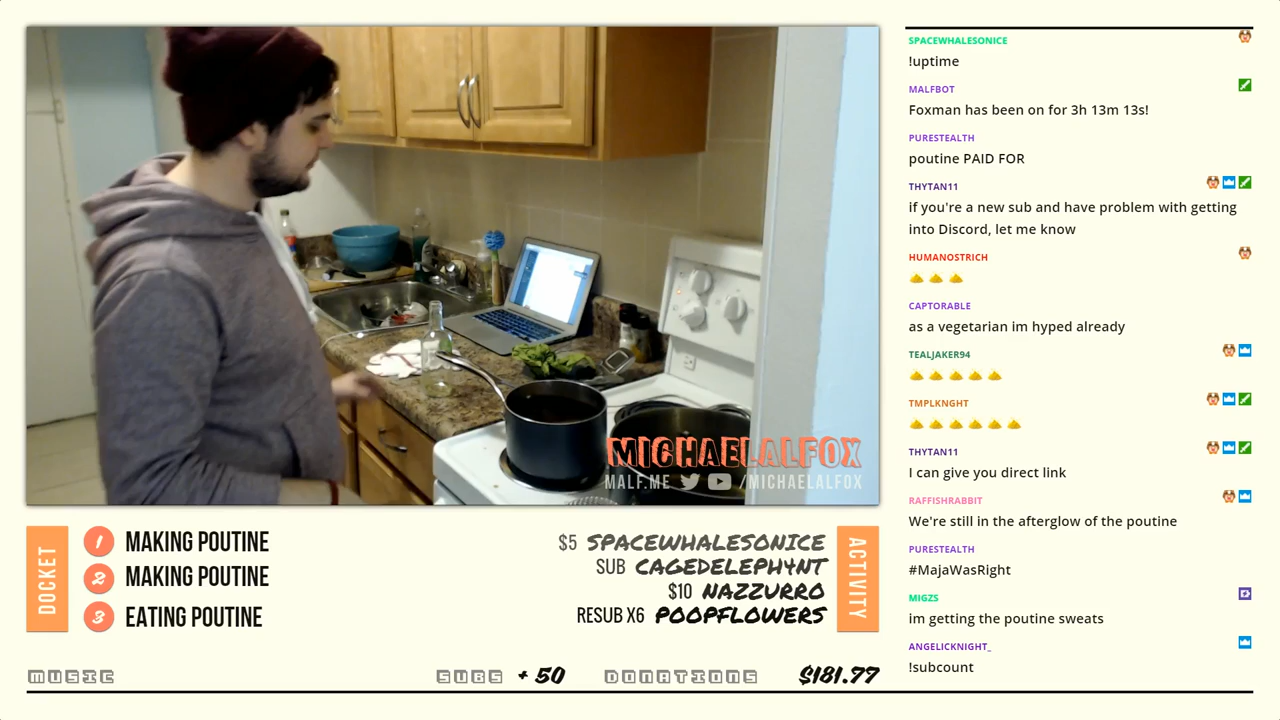 MICHAELALFOX
MALF.ME /MICHAELALFOX
DOCKET
1 MAKING POUTINE
2 MAKING POUTINE
3 EATING POUTINE
$5 SPACEWHALESONICE
SUB CAGEDELEPH4NT
$10 NAZZURRO
RESUB X6 POOPFLOWERS
ACTIVITY
MUSIC
SUBS + 50
DONATIONS $181.77
SPACEWHALESONICE
!uptime
MALFBOT
Foxman has been on for 3h 13m 13s!
PURESTEALTH
poutine PAID FOR
THYTAN11
if you're a new sub and have problem with getting
into Discord, let me know
HUMANOSTRICH
CAPTORABLE
as a vegetarian im hyped already
TEALJAKER94
TMPLKNGHT
THYTAN11
I can give you direct link
RAFFISHRABBIT
We're still in the afterglow of the poutine
PURESTEALTH
#MajaWasRight
MIGZS
im getting the poutine sweats
ANGELICKNIGHT_
!subcount